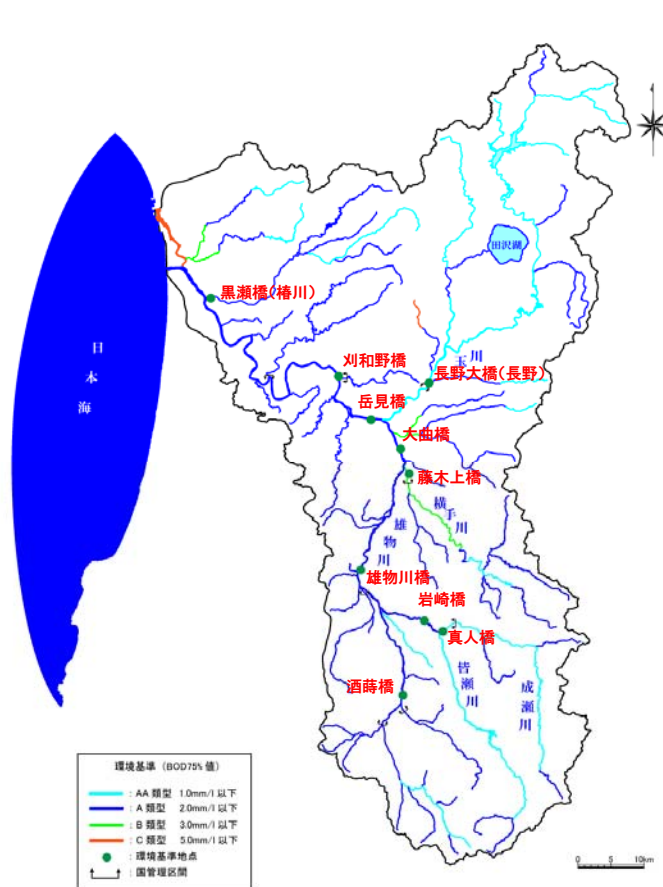 田沢湖
黒瀬橋(椿川)
日本海
刈和野橋
玉川
長野大橋(長野)
岳見橋
大曲橋
藤木上橋
横手川
雄物川
雄物川橋
岩崎橋
真人橋
皆瀬川
成瀬川
酒蒔橋
環境基準 (BOD75% 値)
: AA 類型 1.0mm/l 以下
: A 類型 2.0mm/l 以下
: B 類型 3.0mm/l 以下
: C 類型 5.0mm/l 以下
: 環境基準地点
: 国管理区間
0 5 10km